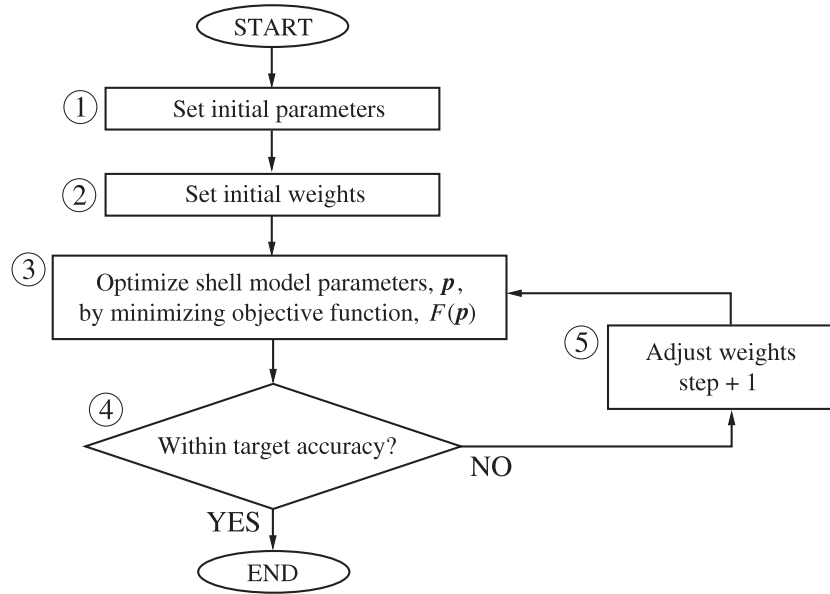 START
① Set initial parameters
② Set initial weights
③ Optimize shell model parameters, p,
by minimizing objective function, F(p)
④ Within target accuracy?
NO
⑤ Adjust weights
step + 1
YES
END